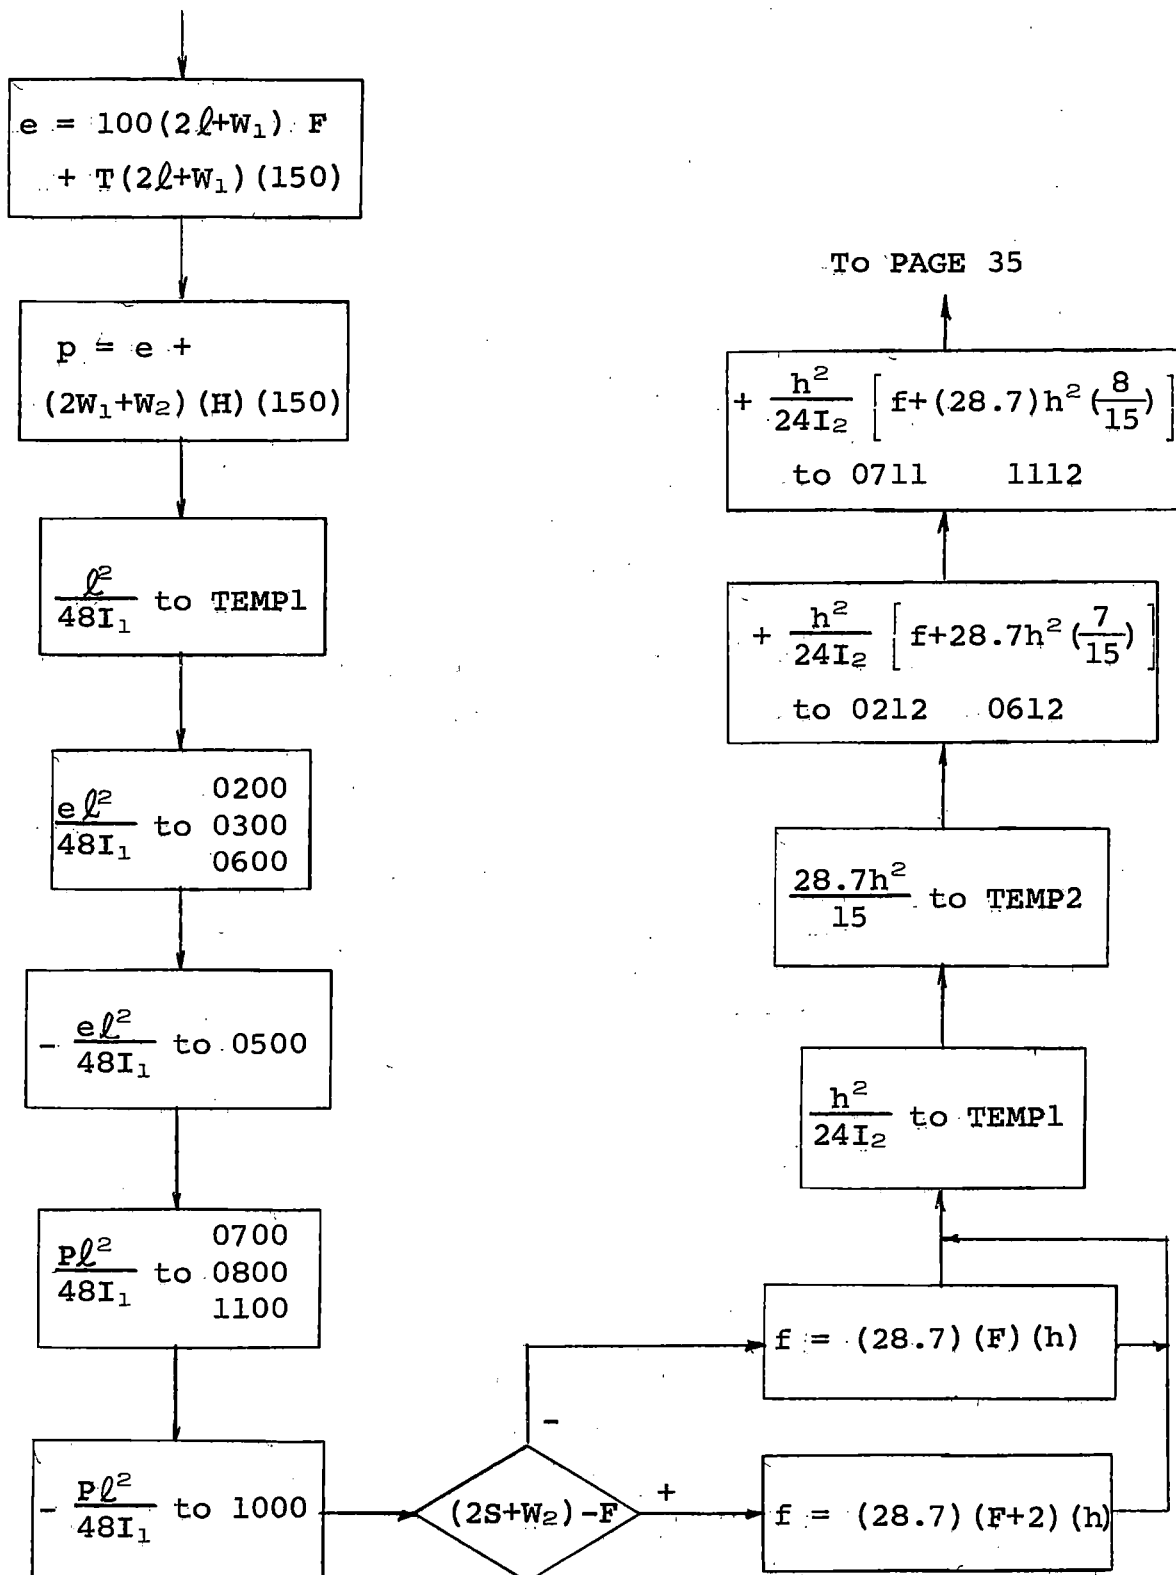 e = 100(2ℓ+W₁) F
+ T(2ℓ+W₁)(150)
p = e +
(2W₁+W₂)(H)(150)
ℓ²/48I₁ to TEMP1
eℓ²/48I₁ to 0200
0300
0600
- eℓ²/48I₁ to 0500
Pℓ²/48I₁ to 0700
0800
1100
- Pℓ²/48I₁ to 1000
(2S+W₂)-F
-
+
f = (28.7)(F+2)(h)
f = (28.7)(F)(h)
h²/24I₂ to TEMP1
28.7h²/15 to TEMP2
+ h²/24I₂ [f+28.7h²(7/15)]
to 0212 0612
+ h²/24I₂ [f+(28.7)h²(8/15)]
to 0711 1112
To PAGE 35